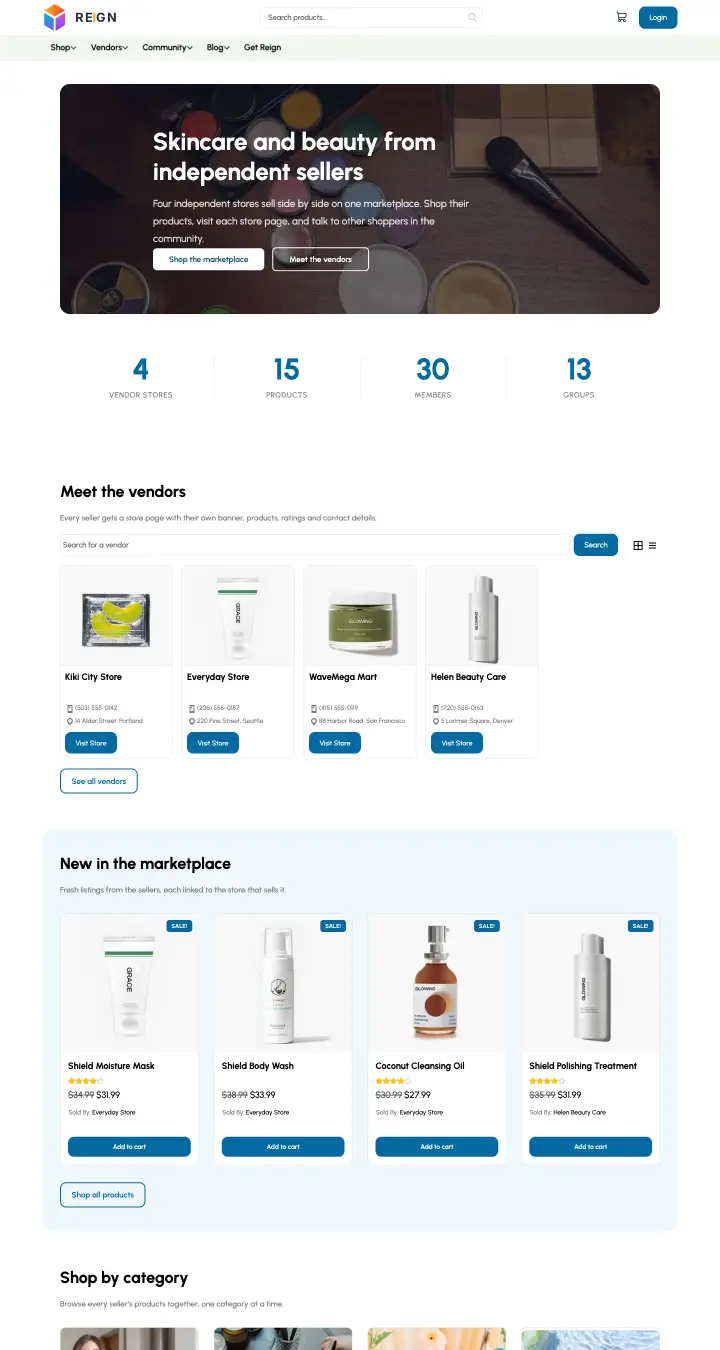 REIGN
Search products...
Login
Shop
Vendors
Community
Blog
Get Reign
Skincare and beauty from
independent sellers
Four independent stores sell side by side on one marketplace. Shop their
products, visit each store page, and talk to other shoppers in the
community.
Shop the marketplace
Meet the vendors
4
15
30
13
VENDOR STORES
PRODUCTS
MEMBERS
GROUPS
Meet the vendors
Every seller gets a store page with their own banner, products, ratings and contact details.
Search for a vendor
Search
GRACE
GLOWING
GLOWING
Kiki City Store
Everyday Store
WaveMega Mart
Helen Beauty Care
(503) 555-0142
(206) 555-0187
(415) 555-0119
(720) 555-0163
14 Alder Street, Portland
220 Pine Street, Seattle
88 Harbor Road, San Francisco
5 Larimer Square, Denver
Visit Store
Visit Store
Visit Store
Visit Store
See all vendors
New in the marketplace
Fresh listings from the sellers, each linked to the store that sells it.
SALE!
SALE!
SALE!
SALE!
GRACE
GLOWING
GLOWING
Shield Moisture Mask
Shield Body Wash
Coconut Cleansing Oil
Shield Polishing Treatment
$34.99 $31.99
$38.99 $33.99
$30.99 $27.99
$35.99 $31.99
Sold By: Everyday Store
Sold By: Everyday Store
Sold By: Everyday Store
Sold By: Helen Beauty Care
Add to cart
Add to cart
Add to cart
Add to cart
Shop all products
Shop by category
Browse every seller's products together, one category at a time.